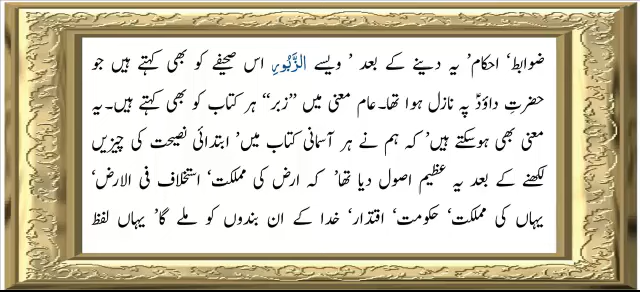 ضوابط‘ احکام’ یہ دینے کے بعد ’ ویسے الزَّبُورِ اس صحیفے کو بھی کہتے ہیں جو
حضرتِ داؤدؑ پہ نازل ہوا تھا۔عام معنی میں ’’زبر‘‘ ہر کتاب کو بھی کہتے ہیں۔یہ
معنی بھی ہوسکتے ہیں’ کہ ہم نے ہر آسمانی کتاب میں’ ابتدائی نصیحت کی چیزیں
لکھنے کے بعد یہ عظیم اصول دیا تھا’ کہ ارض کی مملکت‘ استخلاف فی الارض‘
یہاں کی مملکت‘ حکومت‘ اقتدار‘ خدا کے ان بندوں کو ملے گا’ یہاں لفظ